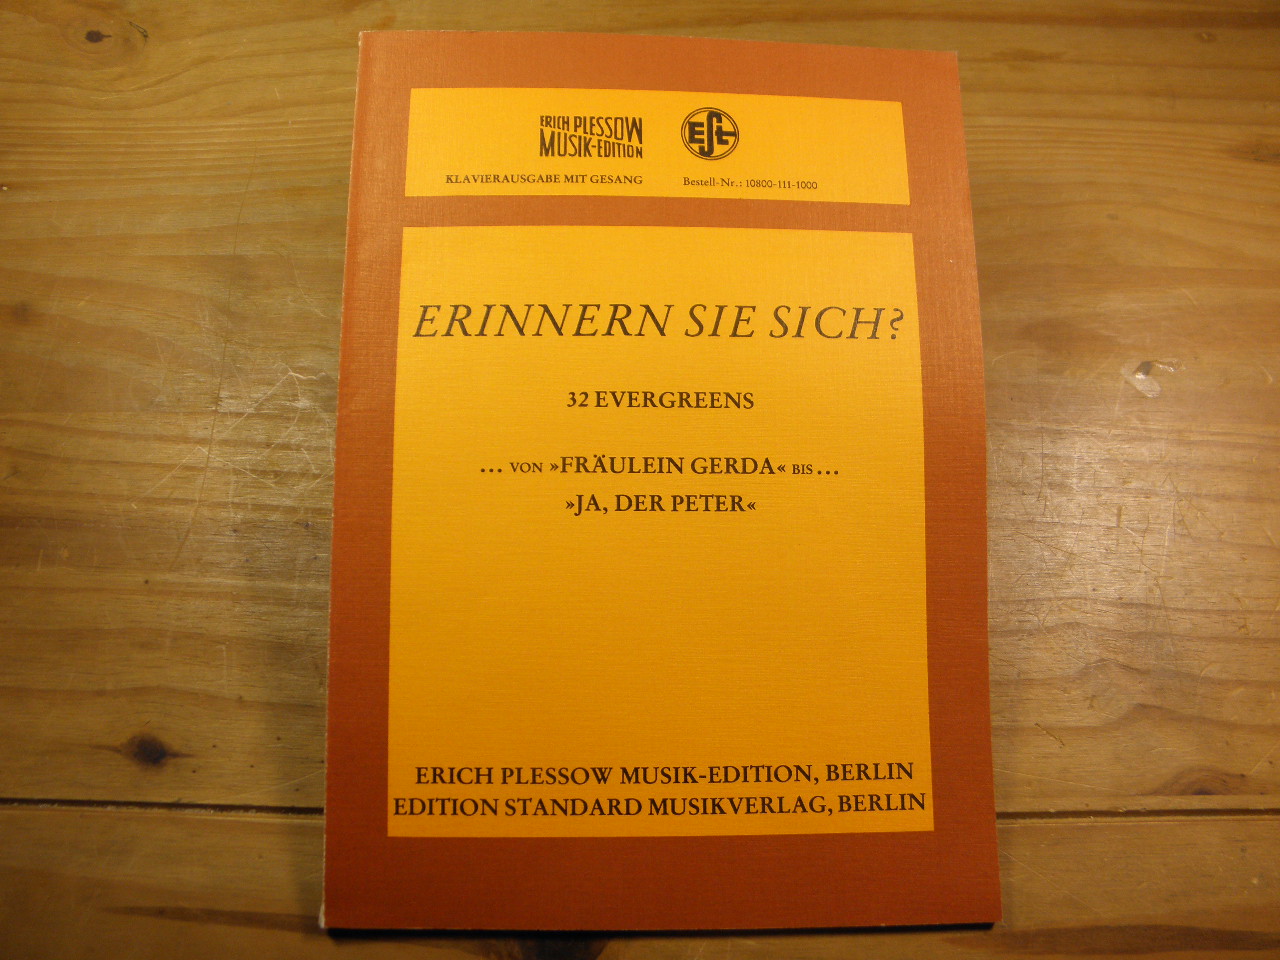 ERICH PLESSOW
MUSIK-EDITION
ESt
KLAVIERAUSGABE MIT GESANG
Bestell-Nr.: 10800-111-1000
ERINNERN SIE SICH?
32 EVERGREENS
... VON »FRÄULEIN GERDA« BIS ...
»JA, DER PETER«
ERICH PLESSOW MUSIK-EDITION, BERLIN
EDITION STANDARD MUSIKVERLAG, BERLIN